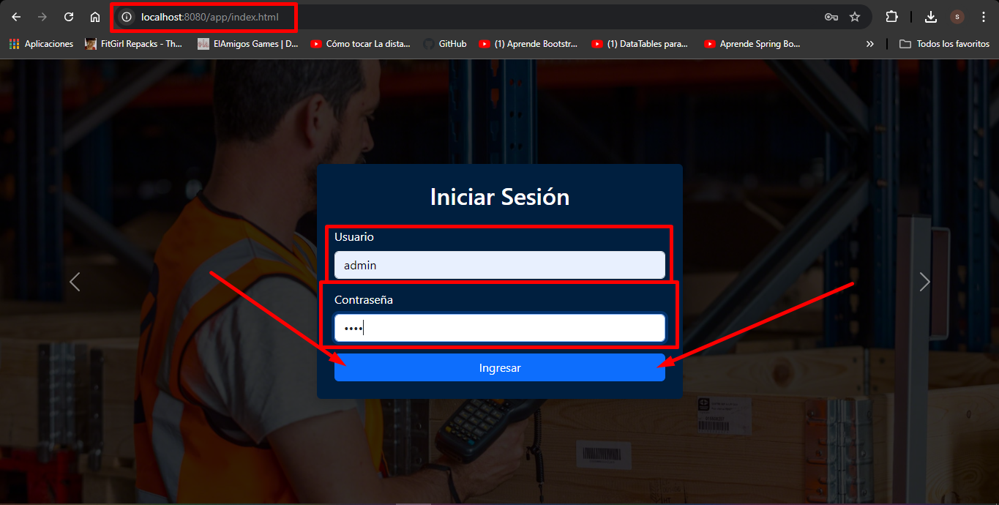 localhost:8080/app/index.html
S
Aplicaciones
FitGirl Repacks - Th...
ElAmigos Games | D...
Cómo tocar La dista...
GitHub
(1) Aprende Bootstr...
(1) DataTables para...
Aprende Spring Bo...
»
Todos los favoritos
Iniciar Sesión
Usuario
admin
Contraseña
••••
Ingresar